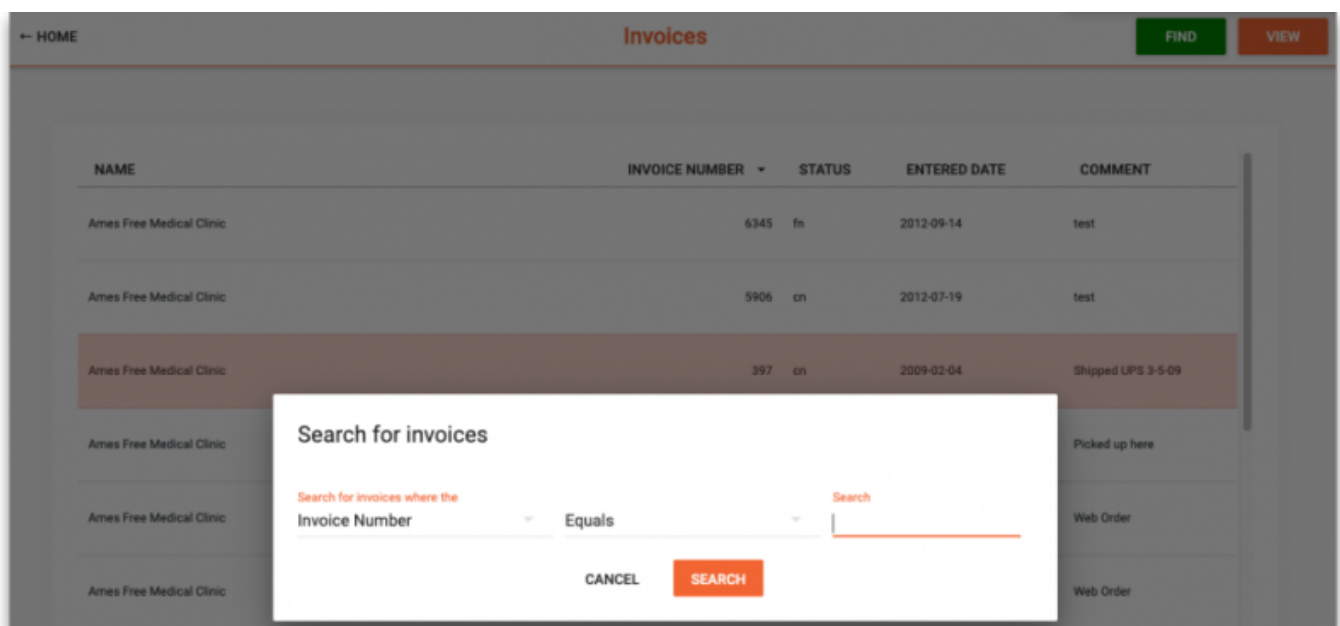 ← HOME Invoices FIND VIEW
NAME INVOICE NUMBER STATUS ENTERED DATE COMMENT
Ames Free Medical Clinic 6345 fn 2012-09-14 test
Ames Free Medical Clinic 5906 cn 2012-07-19 test
Ames Free Medical Clinic 397 cn 2009-02-04 Shipped UPS 3-5-09
Ames Free Medical Clinic Picked up here
Search for invoices
Search for invoices where the Search
Invoice Number Equals
Ames Free Medical Clinic Web Order
CANCEL SEARCH
Ames Free Medical Clinic Web Order